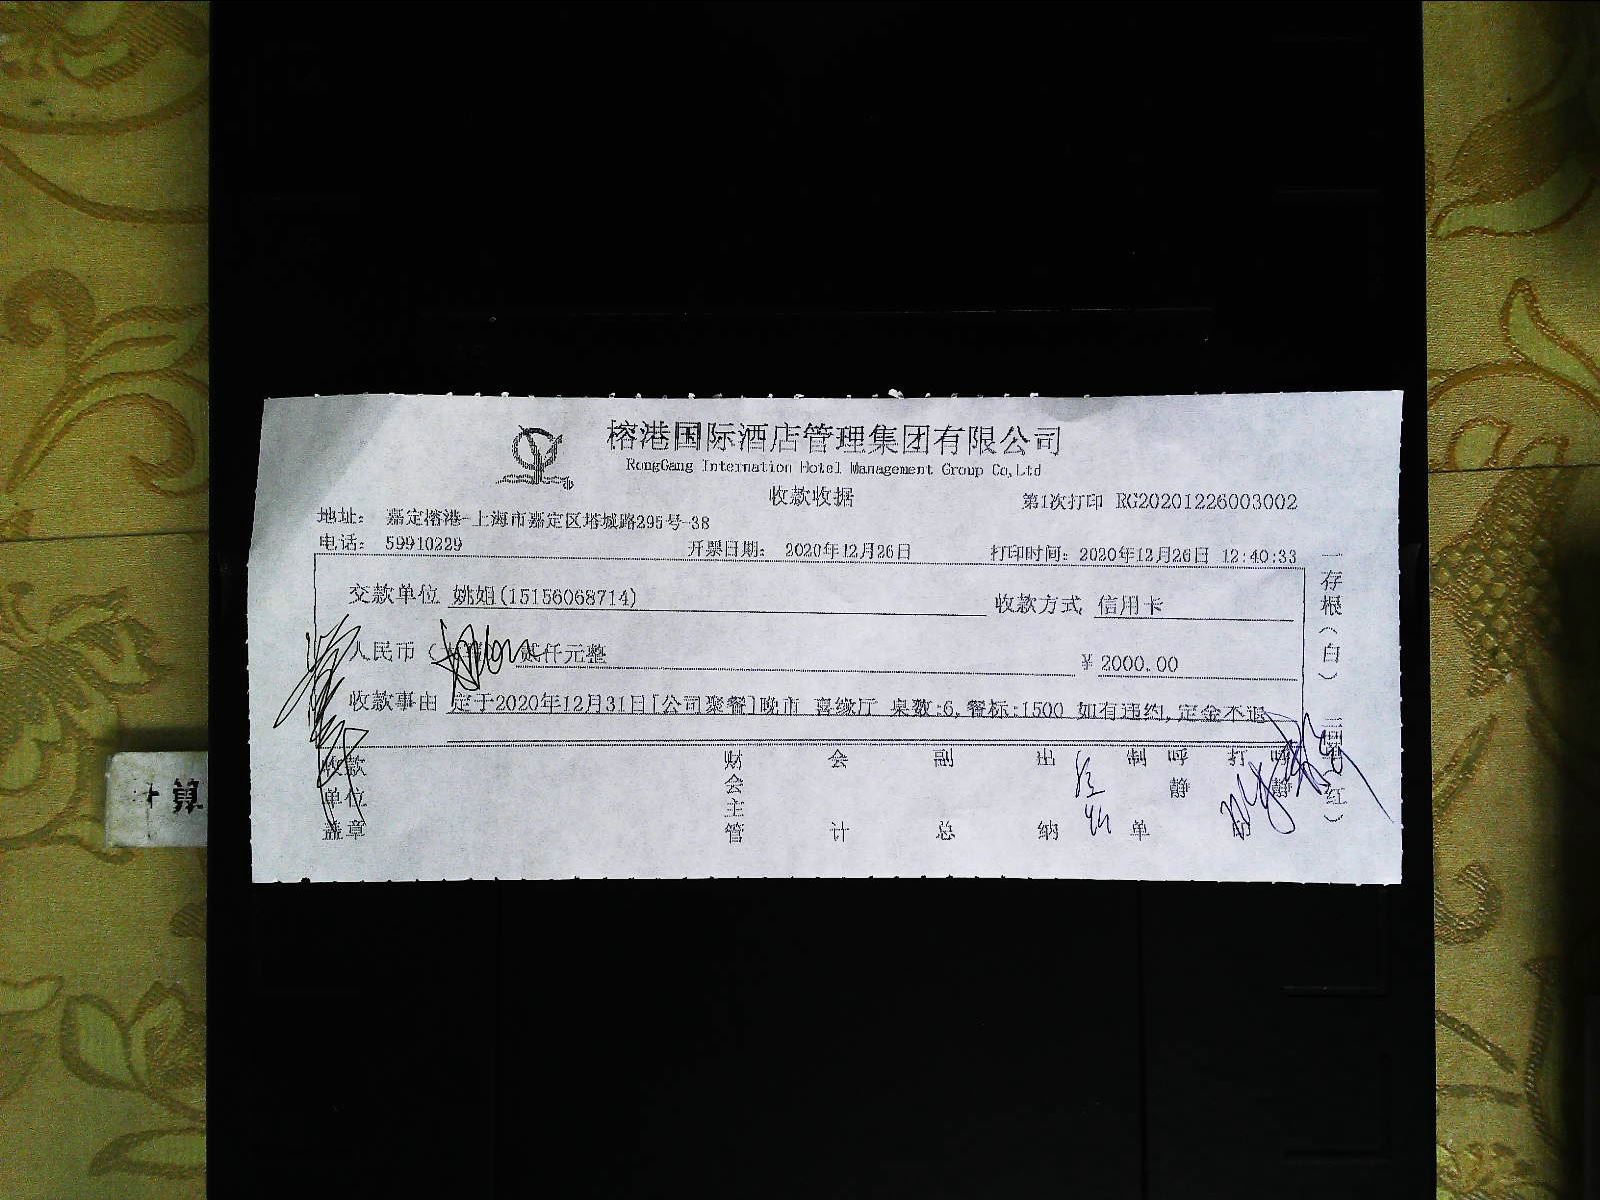 榕港国际酒店管理集团有限公司
RongGang Internation Hotel Management Group Co,Ltd
收款收据
第1次打印 RG20201226003002
地址: 嘉定榕港-上海市嘉定区塔城路295号-38
电话: 59910229 开票日期: 2020年12月26日 打印时间: 2020年12月26日 12:40:33
交款单位 姚姐(15156068714) 收款方式 信用卡
人民币( 贰仟元整 ¥ 2000.00
收款事由 定于2020年12月31日[公司聚餐]晚市 喜缘厅 桌数:6,餐标:1500 如有违约,定金不退
收款单位盖章 财会主管 会计 副总 出纳 制单 呼静 打印 呼静
一存根(白) 二 红)
计算